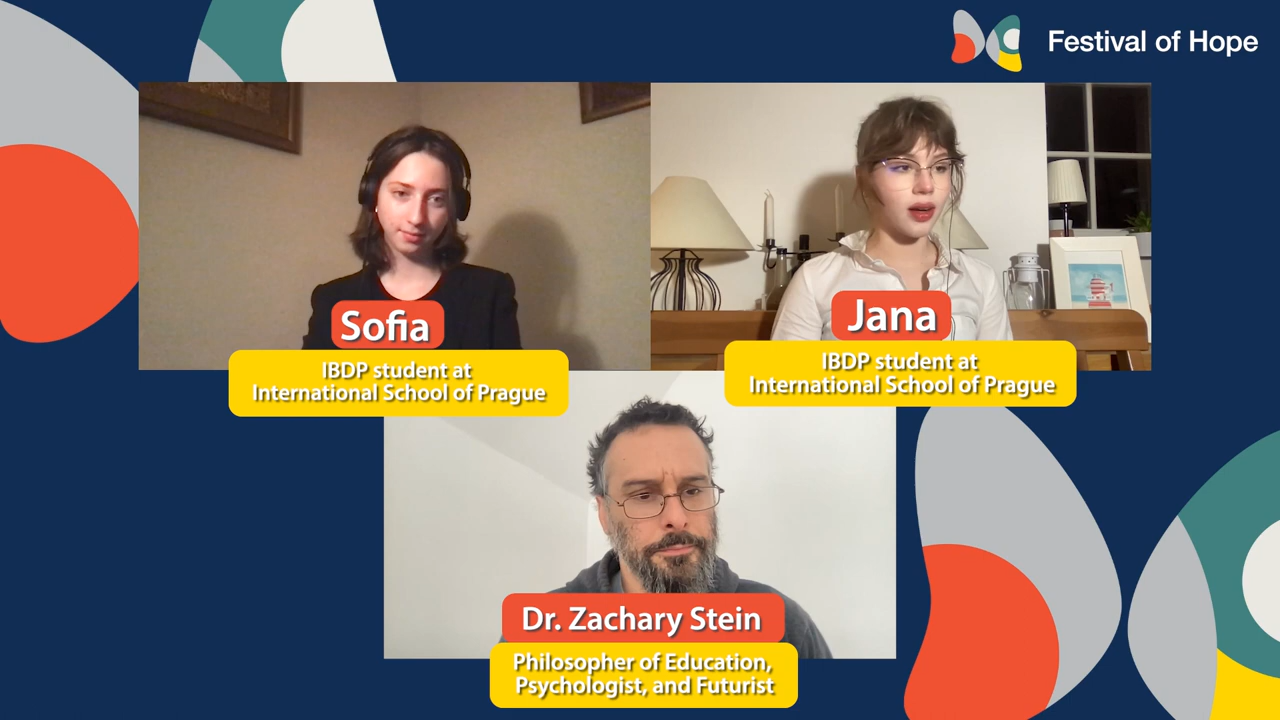 Festival of Hope
Sofia
IBDP student at
International School of Prague
Jana
IBDP student at
International School of Prague
Dr. Zachary Stein
Philosopher of Education,
Psychologist, and Futurist